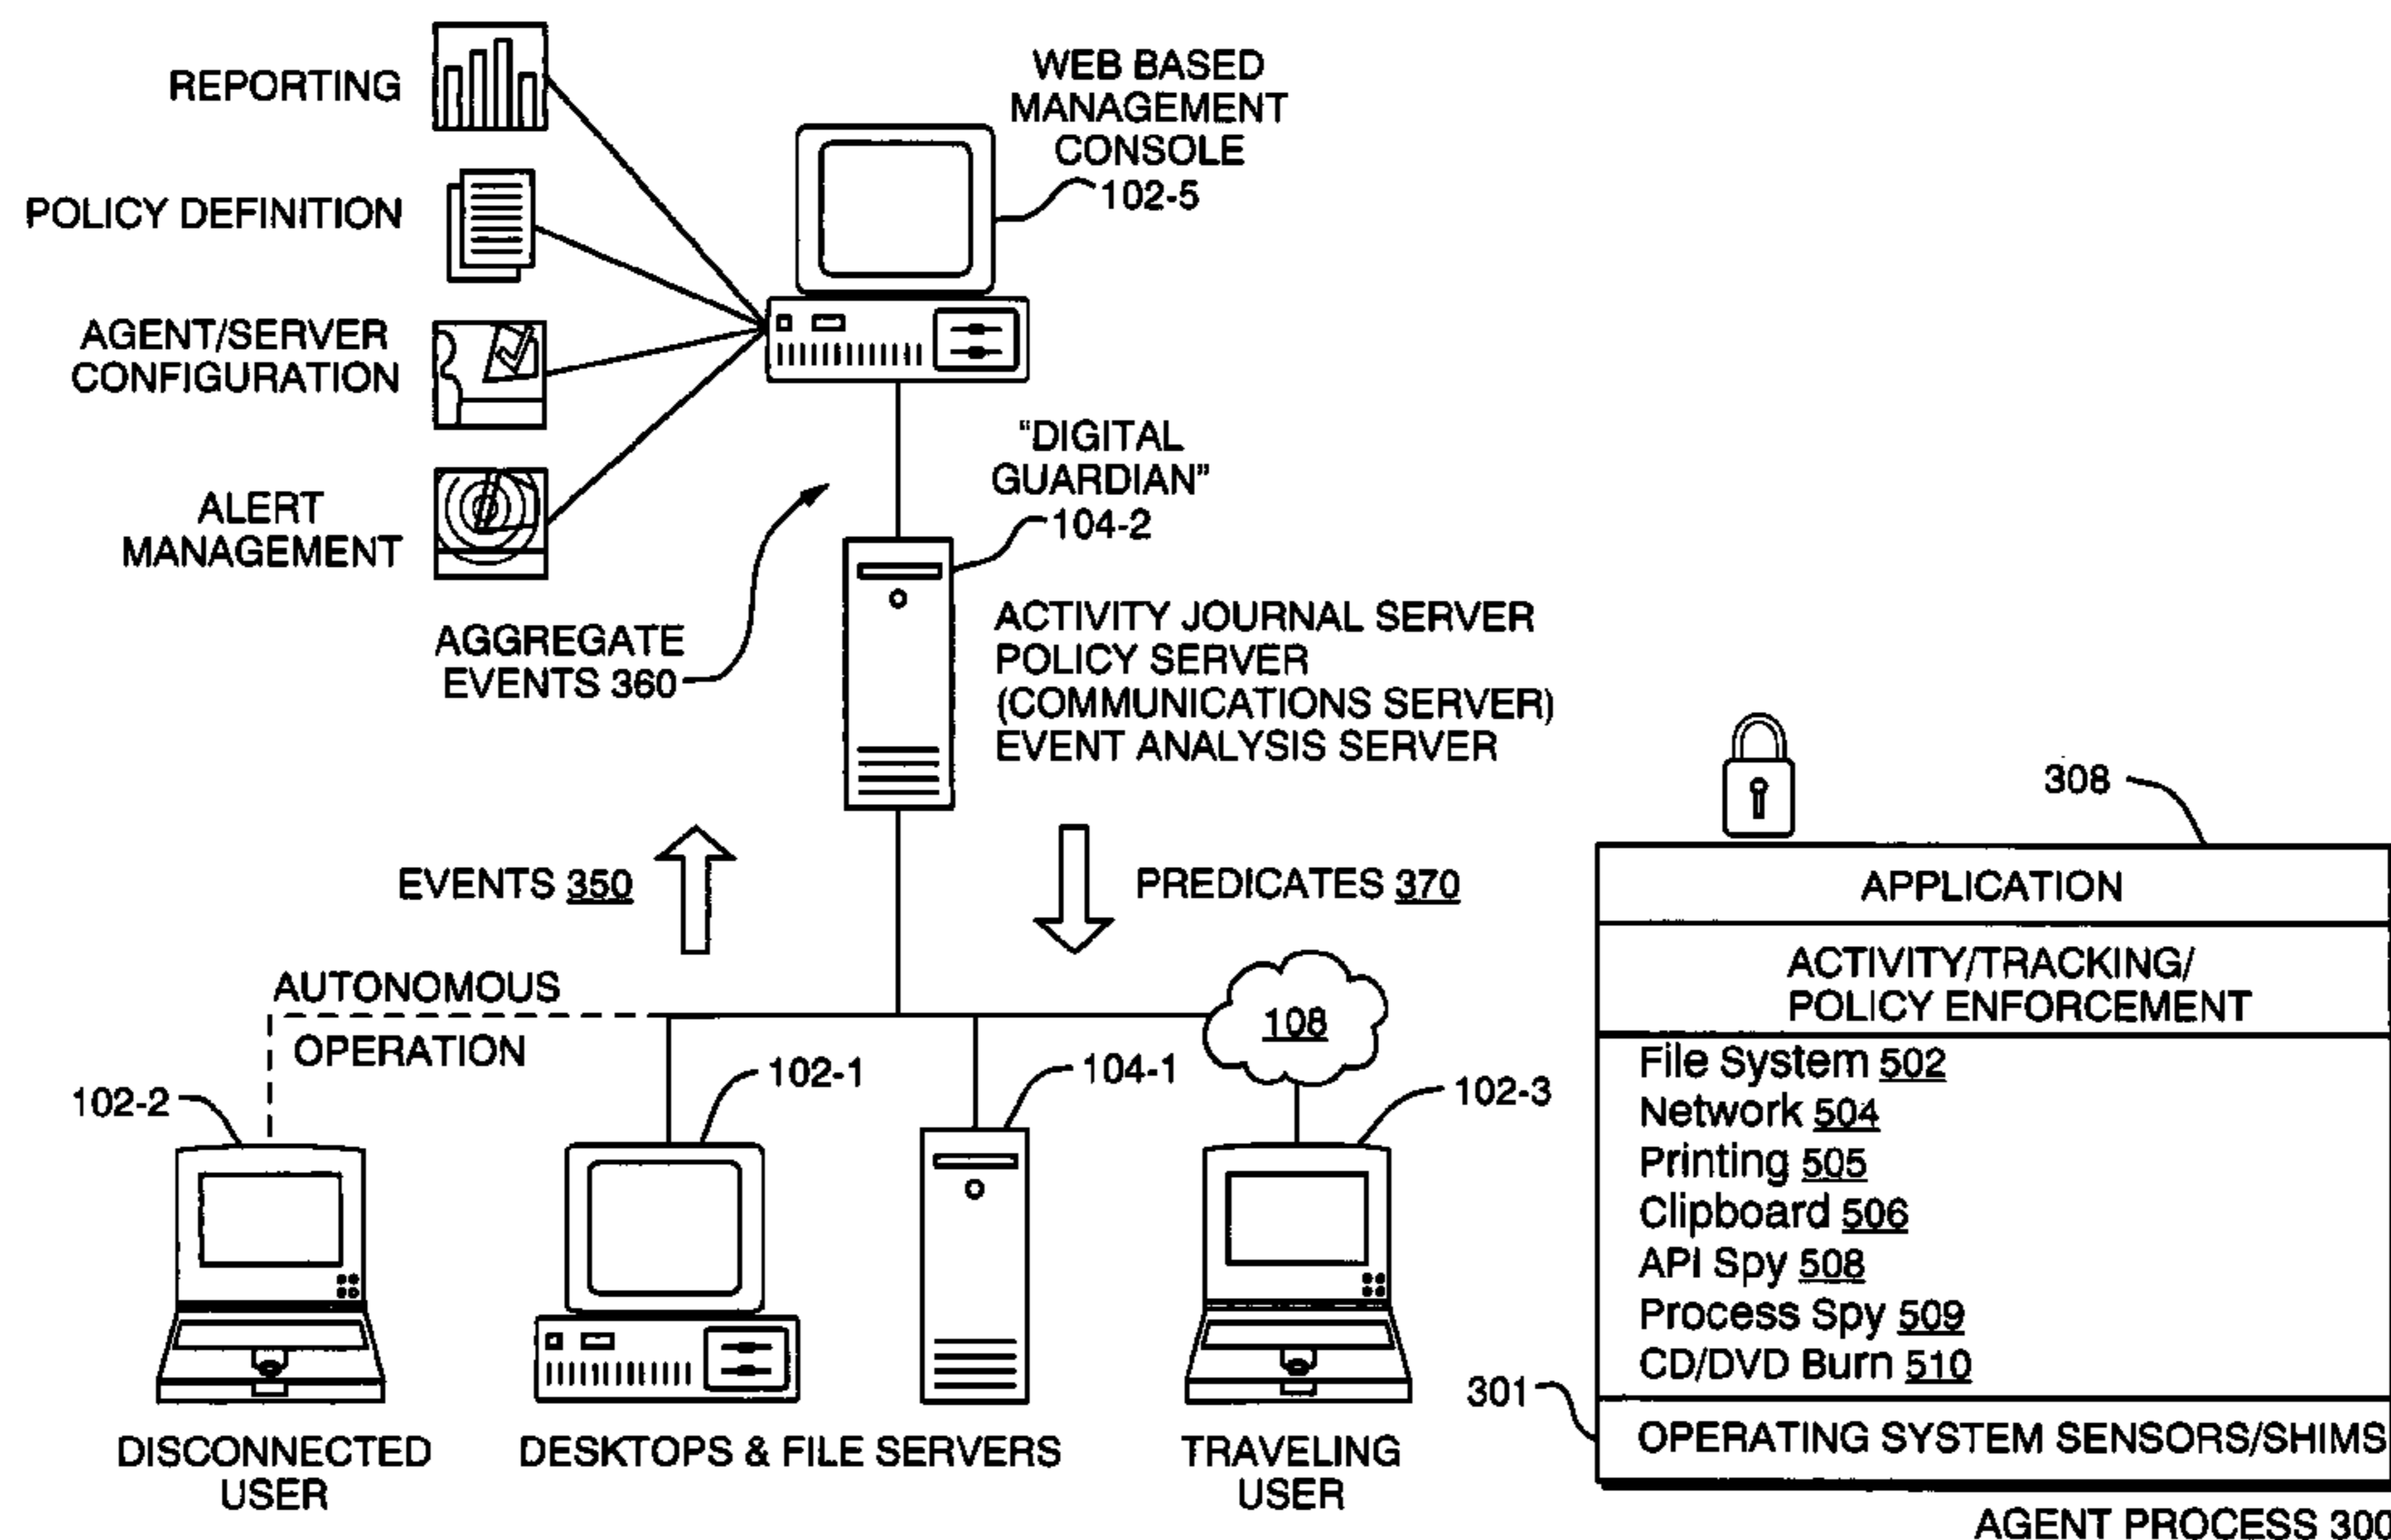 REPORTING
POLICY DEFINITION
AGENT/SERVER
CONFIGURATION
ALERT
MANAGEMENT
WEB BASED
MANAGEMENT
CONSOLE
102-5
"DIGITAL
GUARDIAN"
104-2
AGGREGATE
EVENTS 360
ACTIVITY JOURNAL SERVER
POLICY SERVER
(COMMUNICATIONS SERVER)
EVENT ANALYSIS SERVER
EVENTS 350
PREDICATES 370
AUTONOMOUS
OPERATION
108
102-2
102-1
104-1
102-3
DISCONNECTED
USER
DESKTOPS & FILE SERVERS
TRAVELING
USER
308
APPLICATION
ACTIVITY/TRACKING/
POLICY ENFORCEMENT
File System 502
Network 504
Printing 505
Clipboard 506
API Spy 508
Process Spy 509
CD/DVD Burn 510
301
OPERATING SYSTEM SENSORS/SHIMS
AGENT PROCESS 300